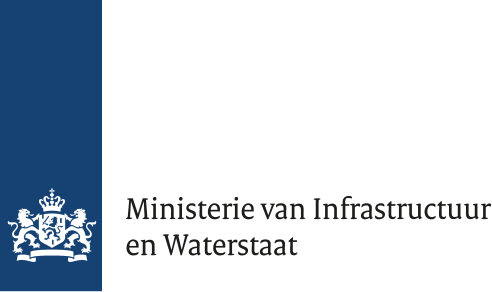 Ministerie van Infrastructuur
en Waterstaat